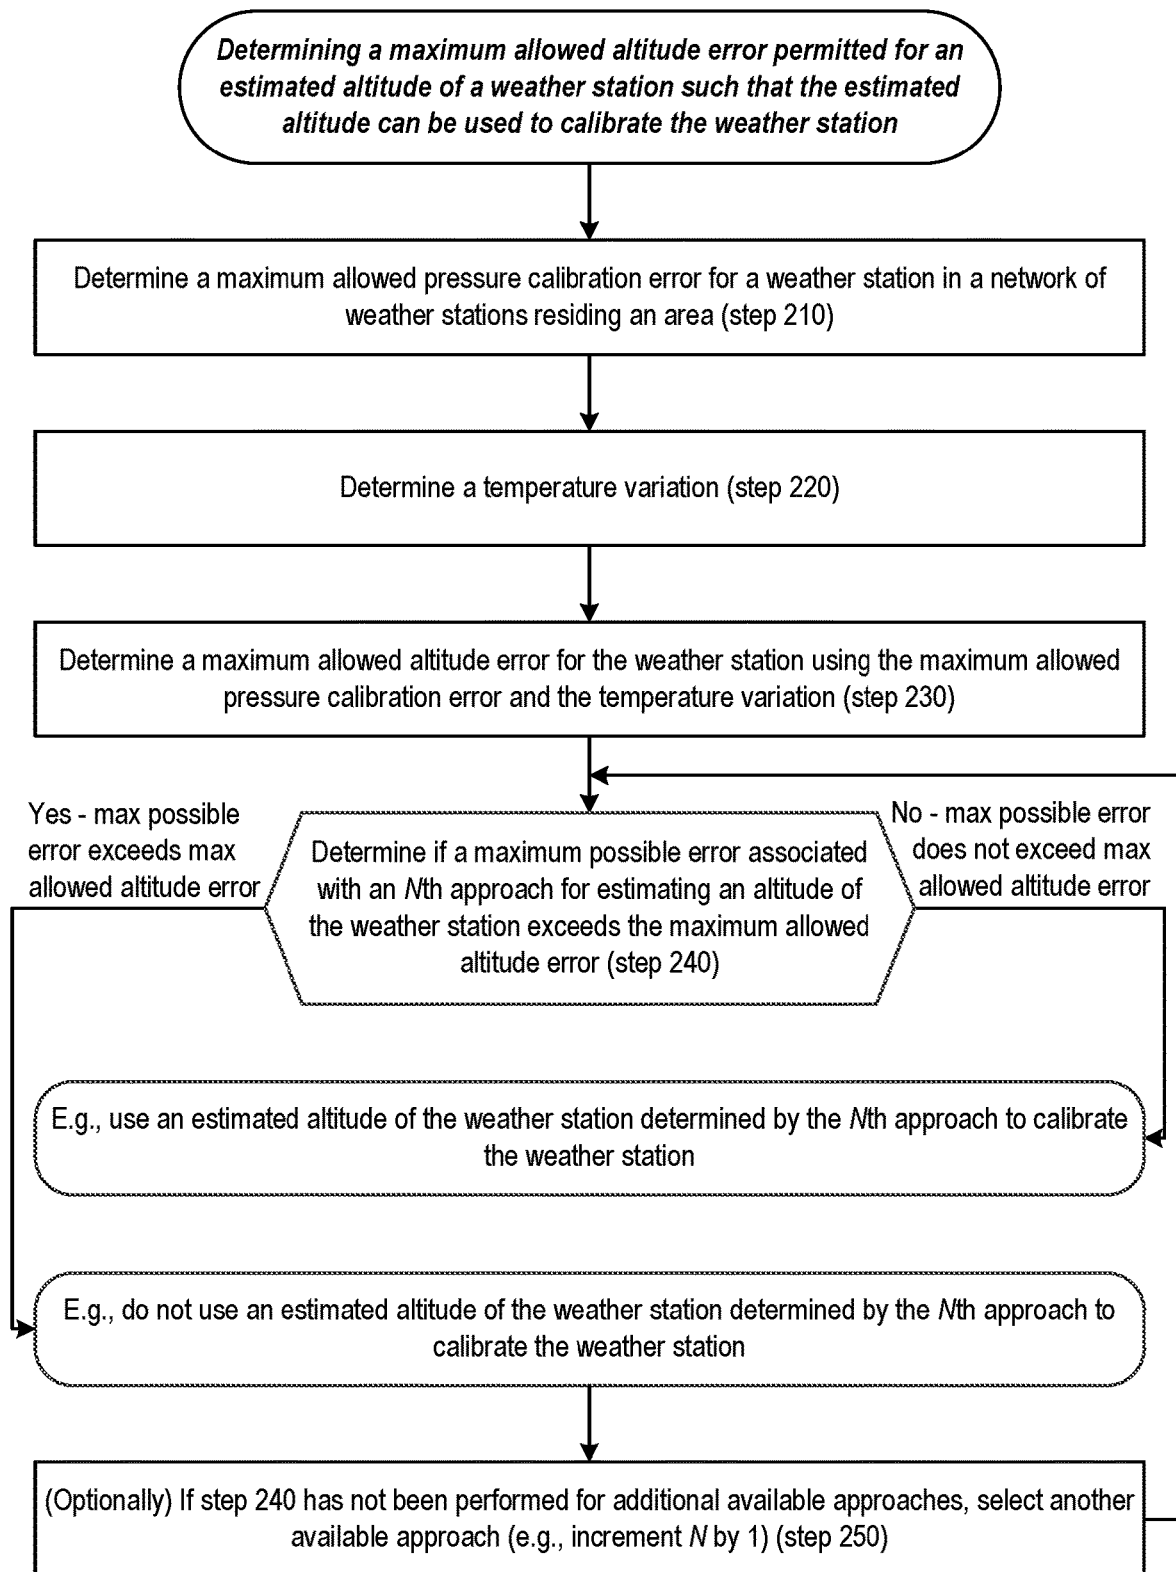 Determining a maximum allowed altitude error permitted for an
estimated altitude of a weather station such that the estimated
altitude can be used to calibrate the weather station
Determine a maximum allowed pressure calibration error for a weather station in a network of
weather stations residing an area (step 210)
Determine a temperature variation (step 220)
Determine a maximum allowed altitude error for the weather station using the maximum allowed
pressure calibration error and the temperature variation (step 230)
Yes - max possible
error exceeds max
allowed altitude error
Determine if a maximum possible error associated
with an Nth approach for estimating an altitude of
the weather station exceeds the maximum allowed
altitude error (step 240)
No - max possible error
does not exceed max
allowed altitude error
E.g., use an estimated altitude of the weather station determined by the Nth approach to calibrate
the weather station
E.g., do not use an estimated altitude of the weather station determined by the Nth approach to
calibrate the weather station
(Optionally) If step 240 has not been performed for additional available approaches, select another
available approach (e.g., increment N by 1) (step 250)